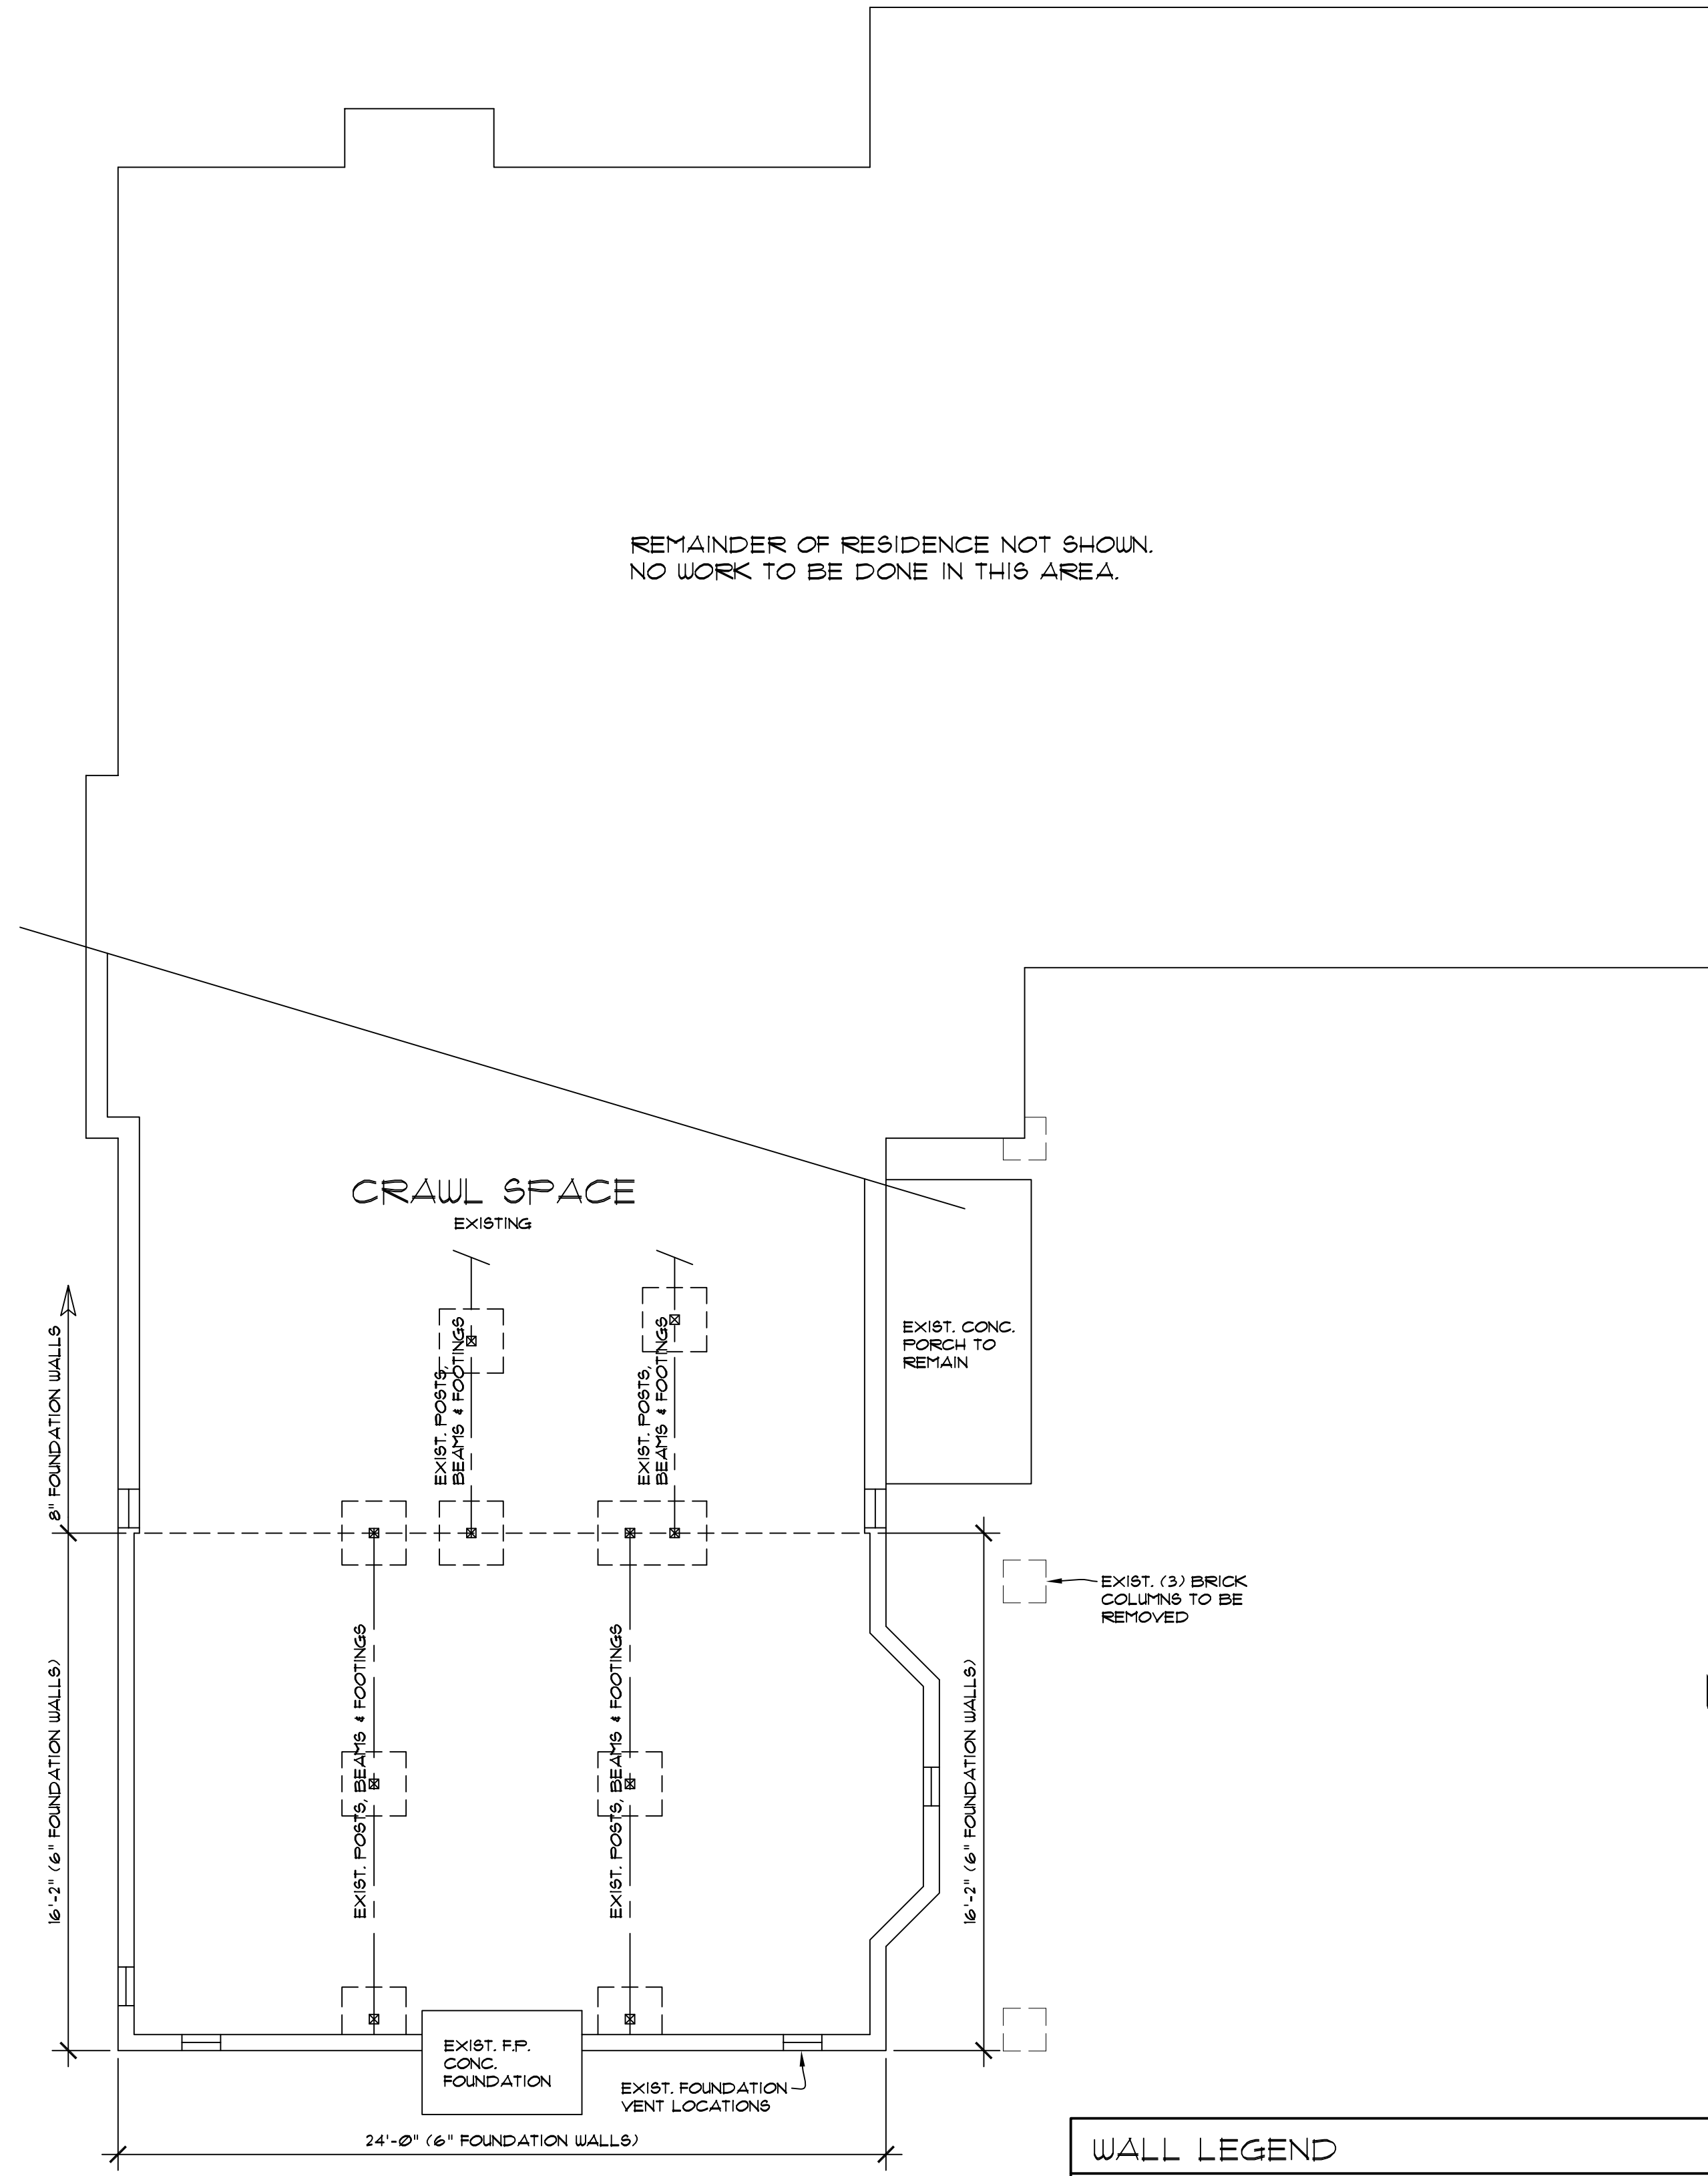 REMAINDER OF RESIDENCE NOT SHOWN.
NO WORK TO BE DONE IN THIS AREA.
CRAWL SPACE
EXISTING
EXIST. CONC.
PORCH TO
REMAIN
8" FOUNDATION WALLS
EXIST. POSTS,
BEAMS & FOOTINGS
EXIST. POSTS,
BEAMS & FOOTINGS
EXIST. (3) BRICK
COLUMNS TO BE
REMOVED
16'-2" (6" FOUNDATION WALLS)
EXIST. POSTS, BEAMS & FOOTINGS
EXIST. POSTS, BEAMS & FOOTINGS
16'-2" (6" FOUNDATION WALLS)
EXIST. F.P.
CONC.
FOUNDATION
EXIST. FOUNDATION
VENT LOCATIONS
24'-0" (6" FOUNDATION WALLS)
WALL LEGEND